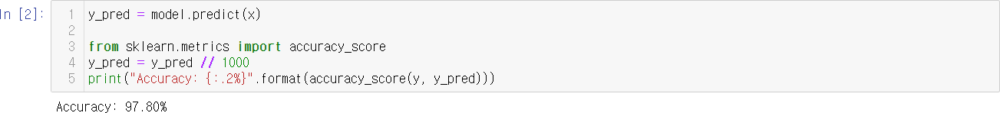 In [2]:
1 y_pred = model.predict(x)
2
3 from sklearn.metrics import accuracy_score
4 y_pred = y_pred // 1000
5 print("Accuracy: {:.2%}".format(accuracy_score(y, y_pred)))
Accuracy: 97.80%